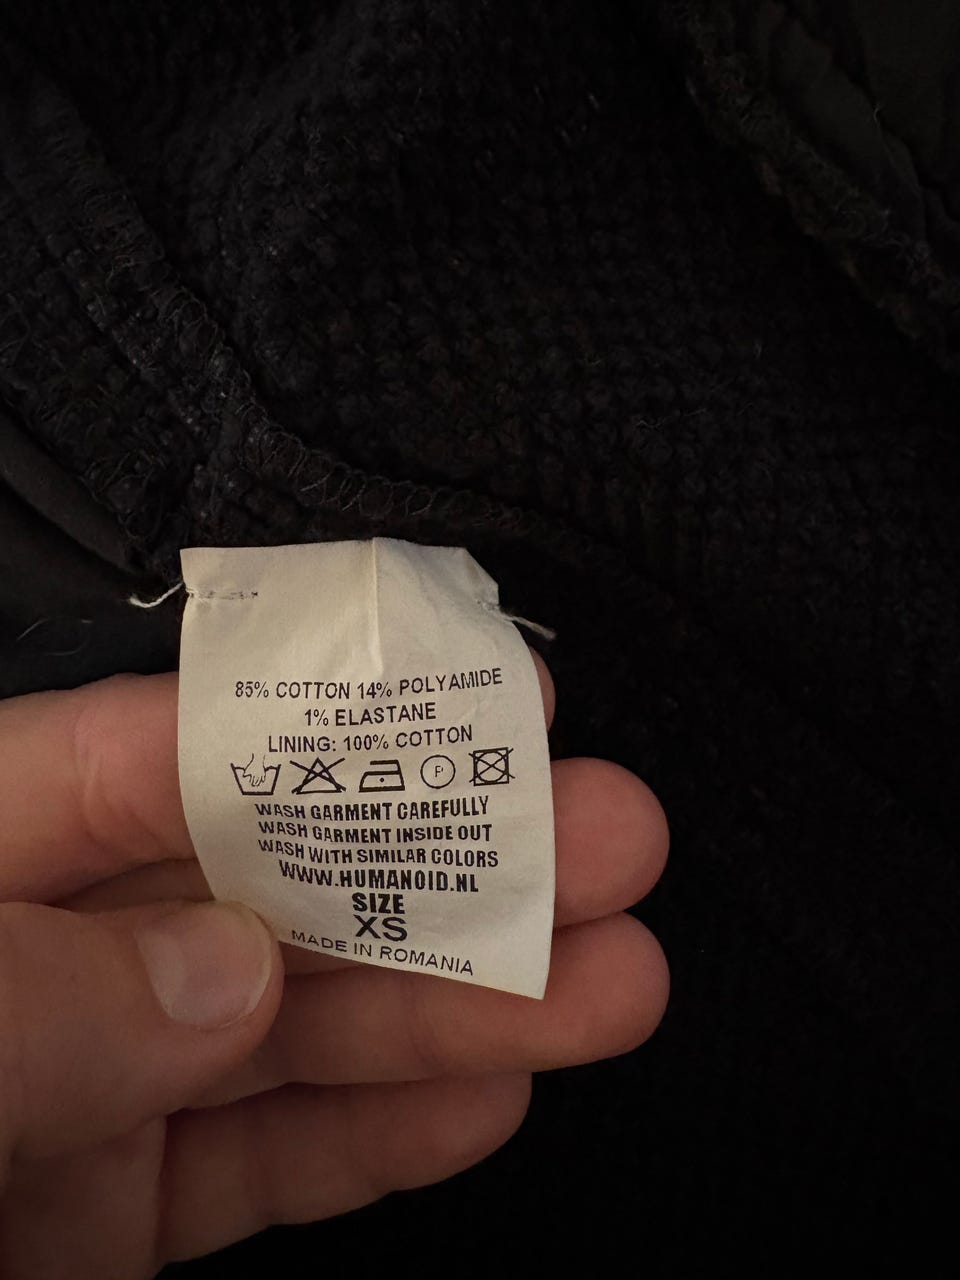 85% COTTON 14% POLYAMIDE
1% ELASTANE
LINING: 100% COTTON
P
WASH GARMENT CAREFULLY
WASH GARMENT INSIDE OUT
WASH WITH SIMILAR COLORS
WWW.HUMANOID.NL
SIZE
XS
MADE IN ROMANIA